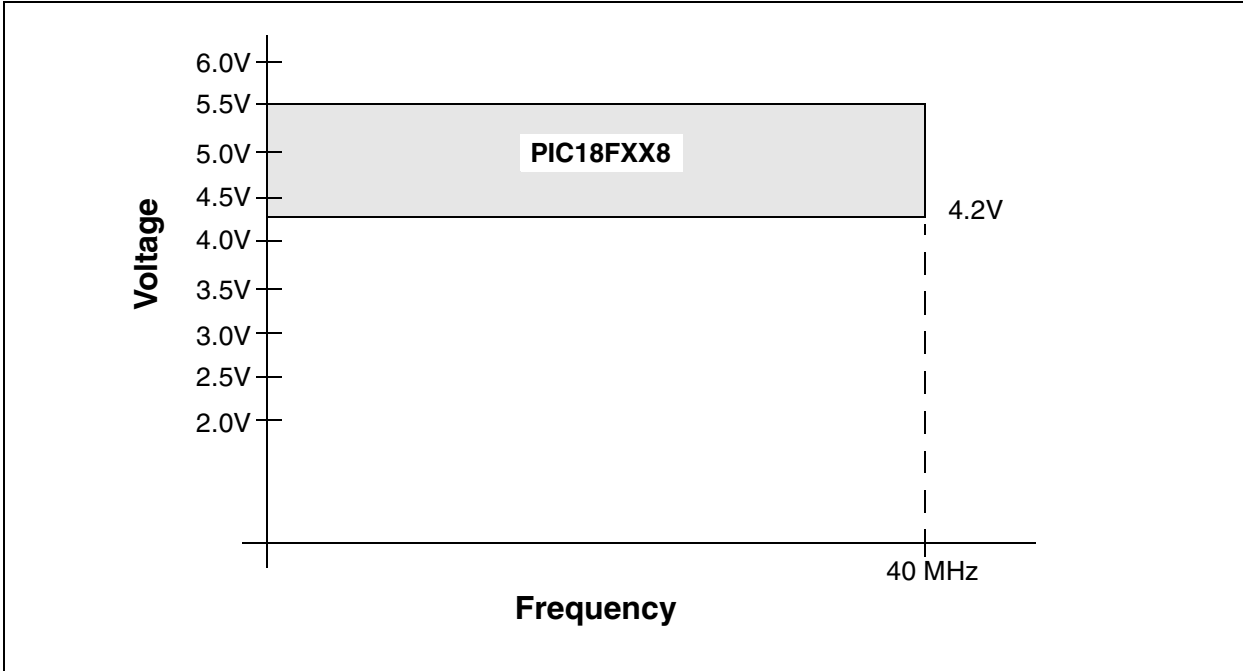 6.0V
5.5V
5.0V
4.5V
4.0V
3.5V
3.0V
2.5V
2.0V
Voltage
PIC18FXX8
4.2V
40 MHz
Frequency